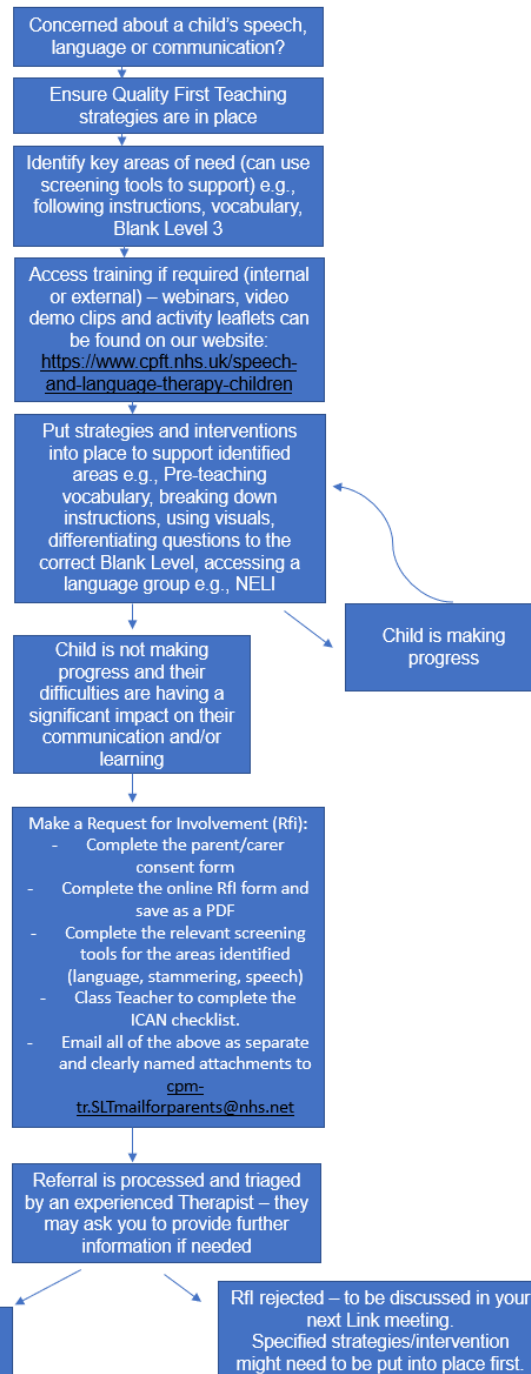 Concerned about a child's speech,
language or communication?
Ensure Quality First Teaching
strategies are in place
Identify key areas of need (can use
screening tools to support) e.g.,
following instructions, vocabulary,
Blank Level 3
Access training if required (internal
or external) – webinars, video
demo clips and activity leaflets can
be found on our website:
https://www.cpft.nhs.uk/speech-
and-language-therapy-children
Put strategies and interventions
into place to support identified
areas e.g., Pre-teaching
vocabulary, breaking down
instructions, using visuals,
differentiating questions to the
correct Blank Level, accessing a
language group e.g., NELI
Child is making
progress
Child is not making
progress and their
difficulties are having a
significant impact on their
communication and/or
learning
Make a Request for Involvement (Rfi):
- Complete the parent/carer
consent form
- Complete the online RfI form and
save as a PDF
- Complete the relevant screening
tools for the areas identified
(language, stammering, speech)
- Class Teacher to complete the
ICAN checklist.
- Email all of the above as separate
and clearly named attachments to
cpm-
tr.SLTmailforparents@nhs.net
Referral is processed and triaged
by an experienced Therapist – they
may ask you to provide further
information if needed
RfI rejected – to be discussed in your
next Link meeting.
Specified strategies/intervention
might need to be put into place first.